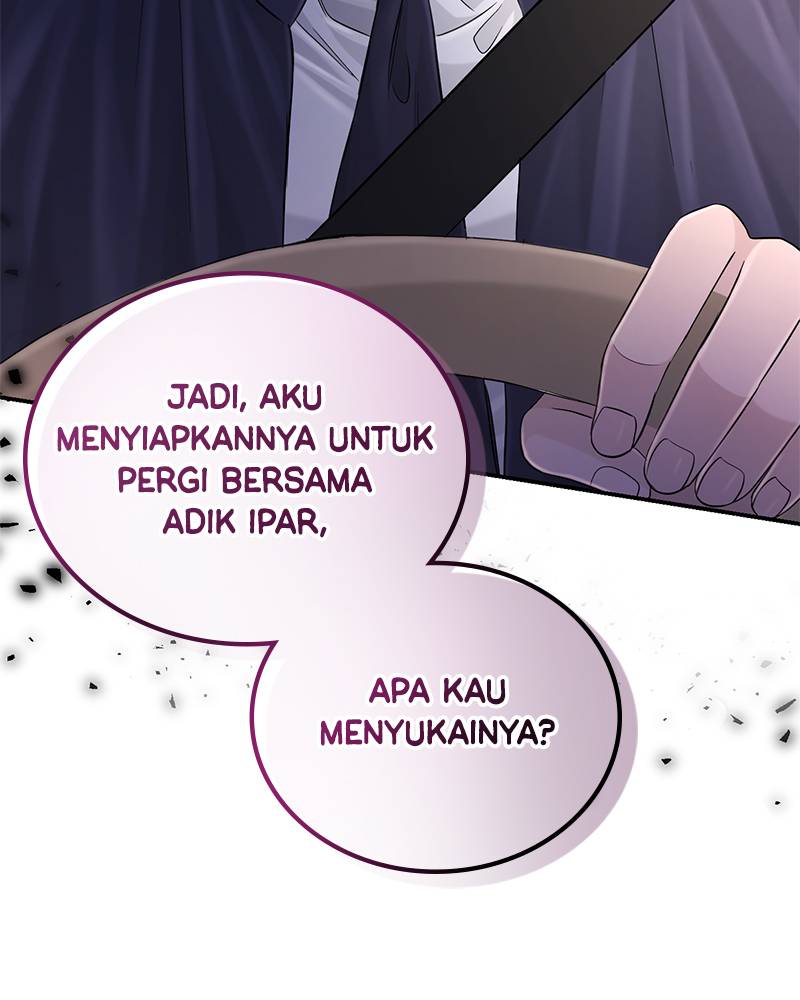 JADI, AKU
MENYIAPKANNYA UNTUK
PERGI BERSAMA
ADIK IPAR,
APA KAU
MENYUKAINYA?